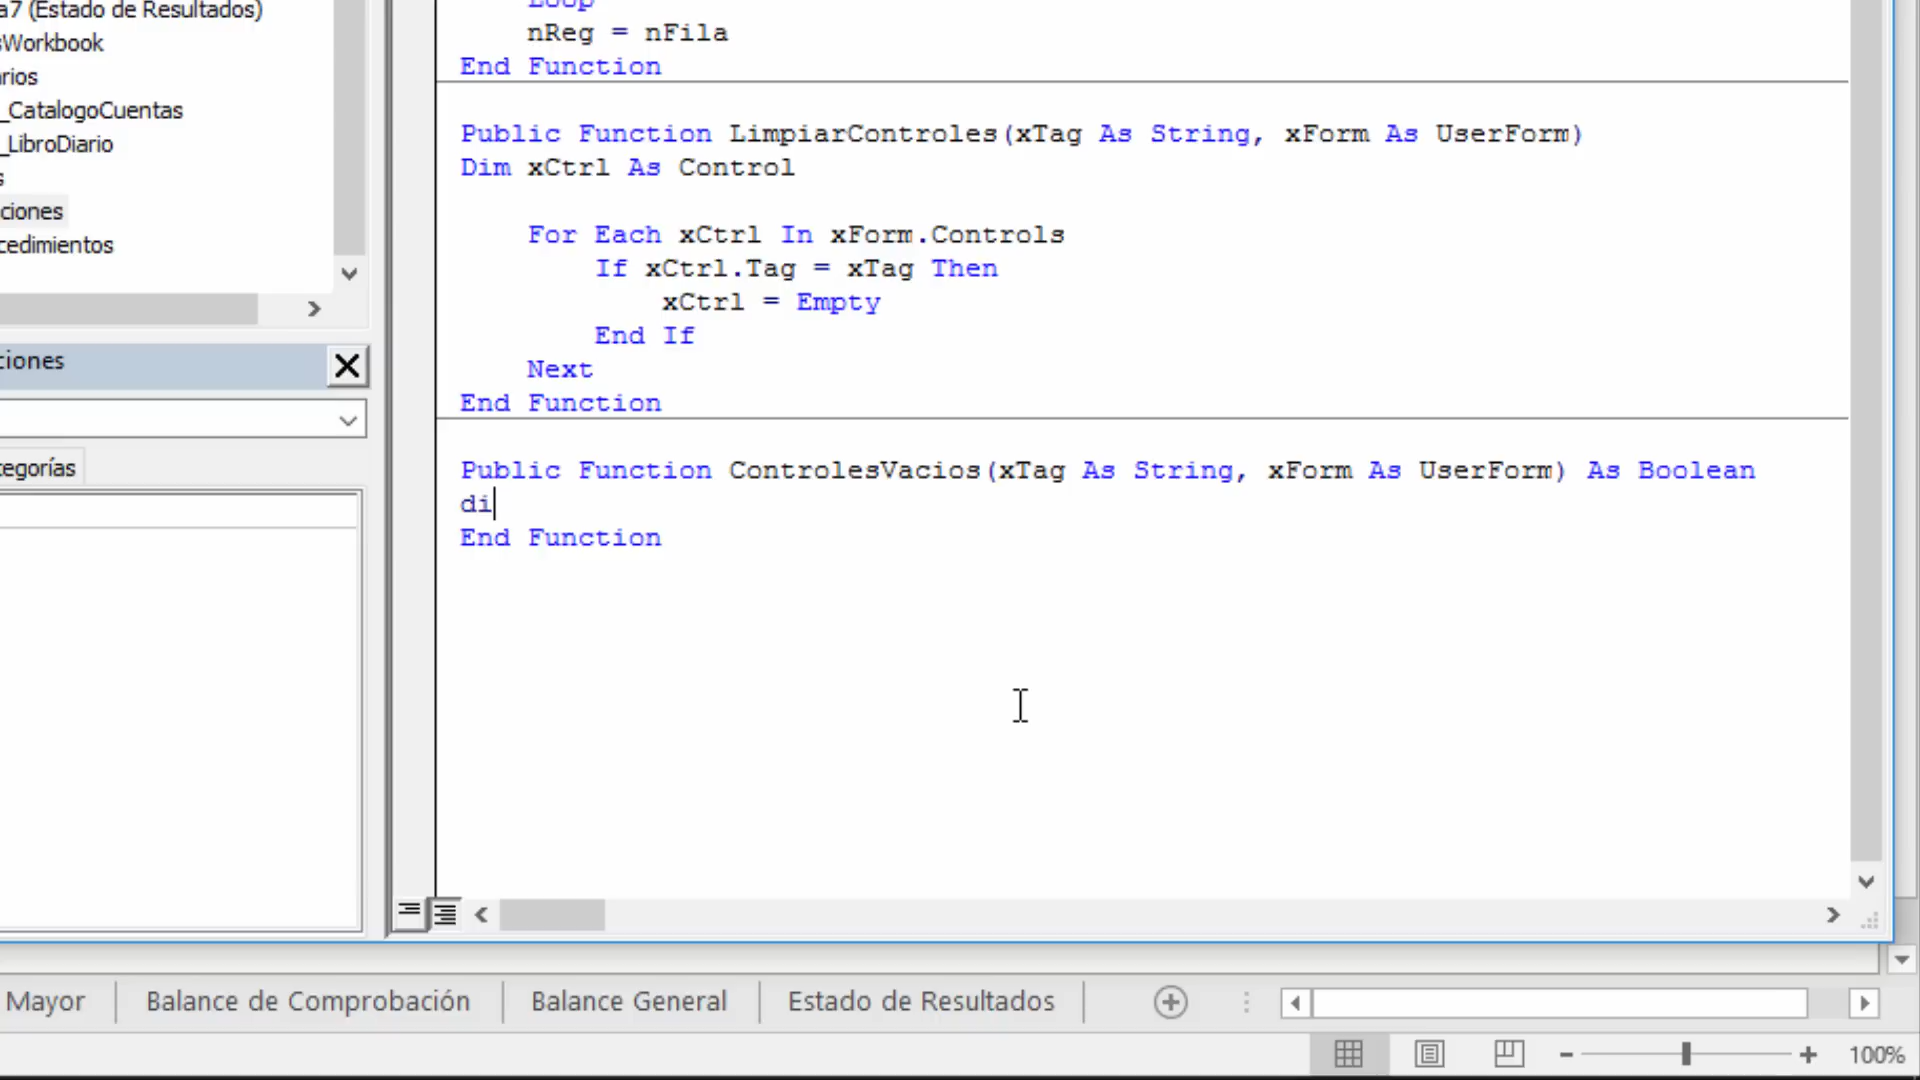 a7 (Estado de Resultados)
sWorkbook
arios
_CatalogoCuentas
_LibroDiario
s
ciones
cedimientos
ciones
tegorías
Loop
nReg = nFila
End Function
Public Function LimpiarControles(xTag As String, xForm As UserForm)
Dim xCtrl As Control
For Each xCtrl In xForm.Controls
If xCtrl.Tag = xTag Then
xCtrl = Empty
End If
Next
End Function
Public Function ControlesVacios(xTag As String, xForm As UserForm) As Boolean
di
End Function
Mayor
Balance de Comprobación
Balance General
Estado de Resultados
100%